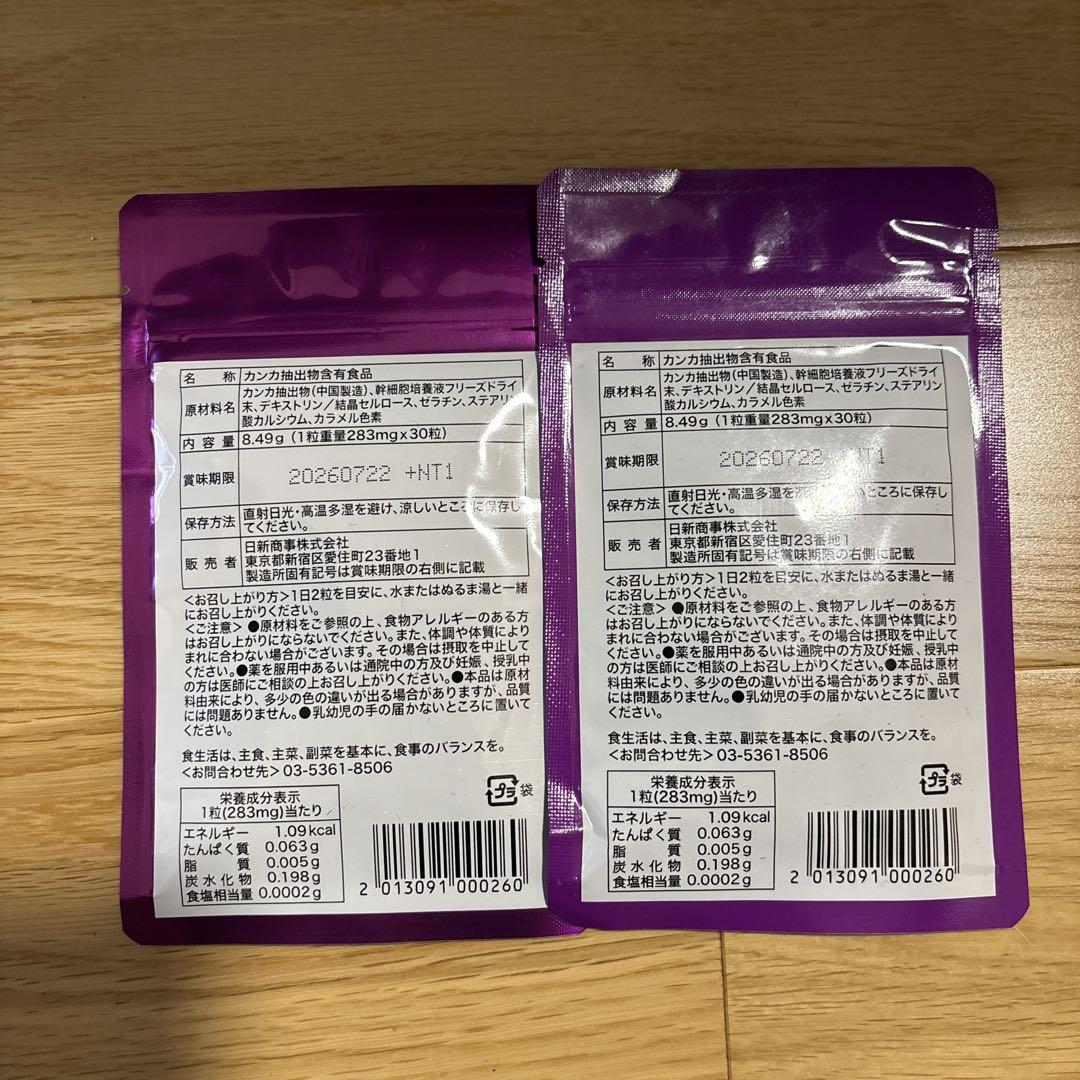 名 称 カンカ抽出物含有食品
原材料名 カンカ抽出物(中国製造)、幹細胞培養液フリーズドライ
末、デキストリン/結晶セルロース、ゼラチン、ステアリン
酸カルシウム、カラメル色素
内容量 8.49g(1粒重量283mgx30粒)
賞味期限 20260722 +NT1
保存方法 直射日光・高温多湿を避け、涼しいところに保存し
てください。
販売者 日新商事株式会社
東京都新宿区愛住町23番地1
製造所固有記号は賞味期限の右側に記載
<お召し上がり方>1日2粒を目安に、水またはぬるま湯と一緒
にお召し上がりください。
<ご注意> ●原材料をご参照の上、食物アレルギーのある方
はお召し上がりにならないでください。また、体調や体質により
まれに合わない場合がございます。その場合は摂取を中止して
ください。●薬を服用中あるいは通院中の方及び妊娠、授乳中
の方は医師にご相談の上お召し上がりください。●本品は原材
料由来により、多少の色の違いが出る場合がありますが、品質
には問題ありません。●乳幼児の手の届かないところに置いて
ください。
食生活は、主食、主菜、副菜を基本に、食事のバランスを。
<お問合わせ先> 03-5361-8506
プラ 袋
栄養成分表示
1粒(283mg)当たり
エネルギー 1.09kcal
たんぱく質 0.063g
脂 質 0.005g
炭水化物 0.198g
食塩相当量 0.0002g
2 013091 000260
名 称 カンカ抽出物含有食品
原材料名 カンカ抽出物(中国製造)、幹細胞培養液フリーズドライ
末、デキストリン/結晶セルロース、ゼラチン、ステアリン
酸カルシウム、カラメル色素
内容量 8.49g(1粒重量283mgx30粒)
賞味期限 20260722 NT1
保存方法 直射日光・高温多湿を いところに保存し
てください。
販売者 日新商事株式会社
東京都新宿区愛住町23番地1
製造所固有記号は賞味期限の右側に記載
<お召し上がり方>1日2粒を目安に、水またはぬるま湯と一緒
にお召し上がりください。
<ご注意> ●原材料をご参照の上、食物アレルギーのある方
はお召し上がりにならないでください。また、体調や体質により
まれに合わない場合がございます。その場合は摂取を中止して
ください。●薬を服用中あるいは通院中の方及び妊娠、授乳中
の方は医師にご相談の上お召し上がりください。●本品は原材
料由来により、多少の色の違いが出る場合がありますが、品質
には問題ありません。●乳幼児の手の届かないところに置いて
ください。
食生活は、主食、主菜、副菜を基本に、食事のバランスを。
<お問合わせ先> 03-5361-8506
プラ 袋
栄養成分表示
1粒(283mg)当たり
エネルギー 1.09kcal
たんぱく質 0.063g
脂 質 0.005g
炭水化物 0.198g
食塩相当量 0.0002g
2 013091 000260